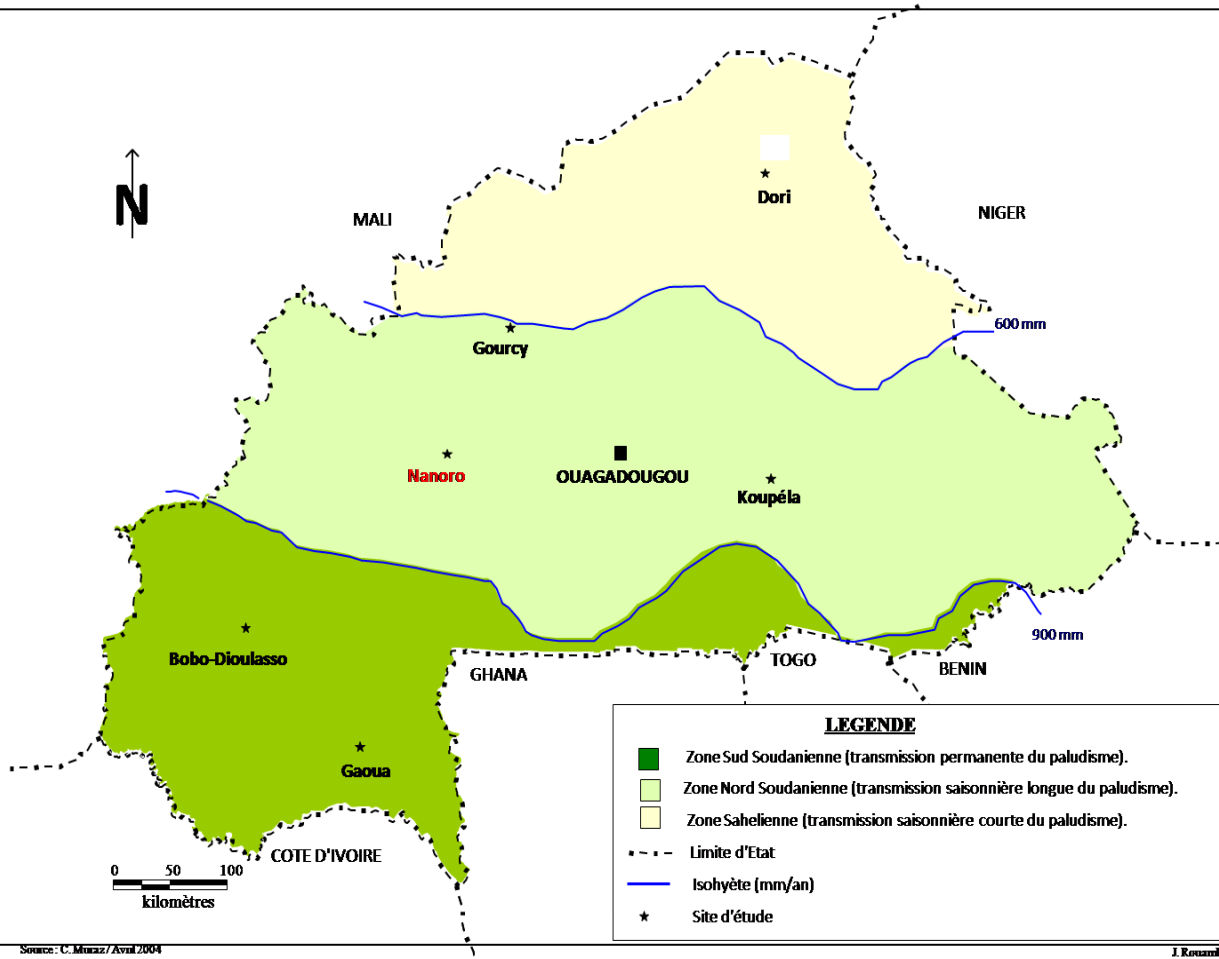 N
MALI
NIGER
Dori
600 mm
Gourcy
Nanoro
OUAGADOUGOU
Koupéla
900 mm
Bobo-Dioulasso
GHANA
TOGO
BENIN
Gaoua
COTE D'IVOIRE
0 50 100
kilomètres
LEGENDE
Zone Sud Soudanienne (transmission permanente du paludisme).
Zone Nord Soudanienne (transmission saisonnière longue du paludisme).
Zone Sahelienne (transmission saisonnière courte du paludisme).
Limite d'Etat
Isohyète (mm/an)
Site d'étude
Source : C. Muraz / Avril 2004
J. Rouamb